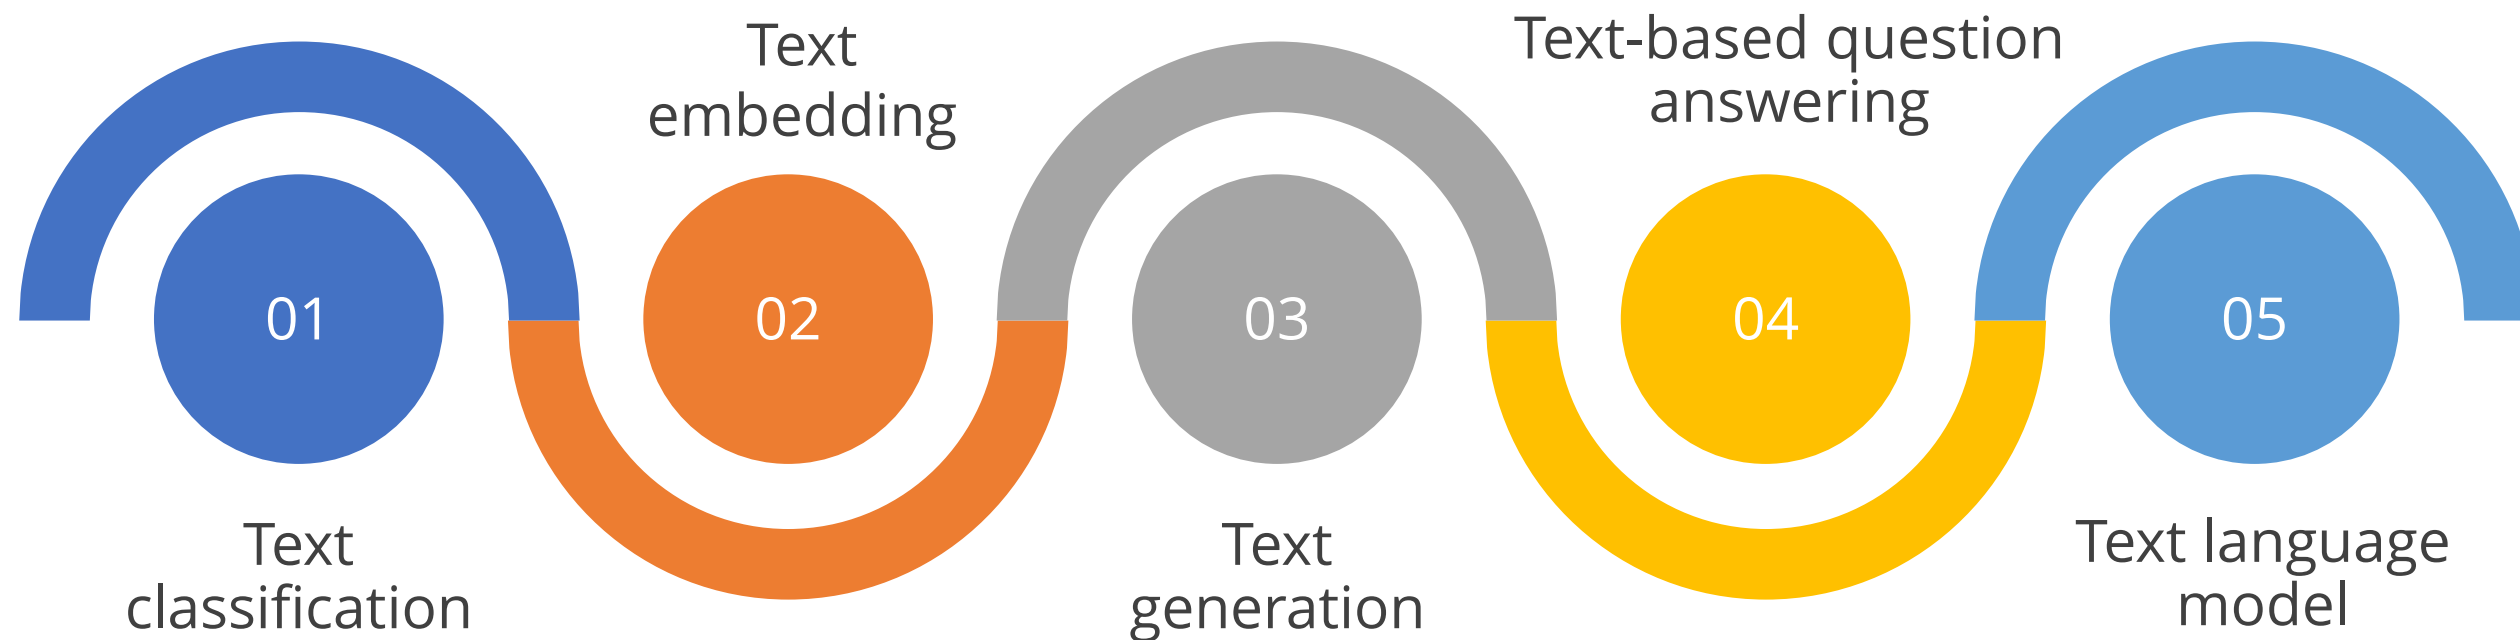 01
Text
classification
02
Text
embedding
03
Text
generation
04
Text-based question
answering
05
Text language
model